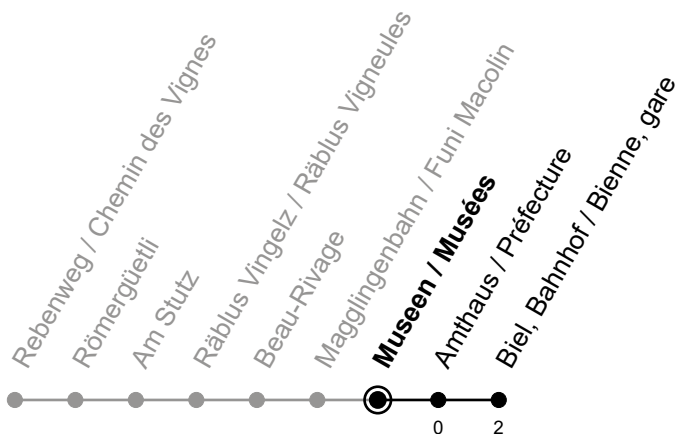 Rebenweg / Chemin des Vignes
Römergüetli
Am Stutz
Räblus Vingelz / Räblus Vigneules
Beau-Rivage
Magglingenbahn / Funi Macolin
Museen / Musées
Amthaus / Préfecture
Biel, Bahnhof / Bienne, gare
0
2